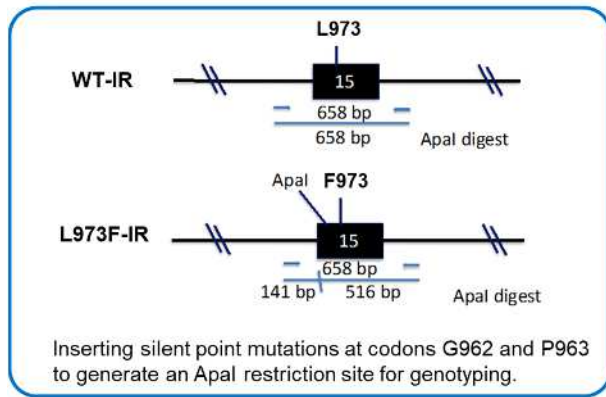 L973
WT-IR
15
658 bp
658 bp
ApaI digest
ApaI
F973
L973F-IR
15
658 bp
141 bp
516 bp
ApaI digest
Inserting silent point mutations at codons G962 and P963
to generate an ApaI restriction site for genotyping.